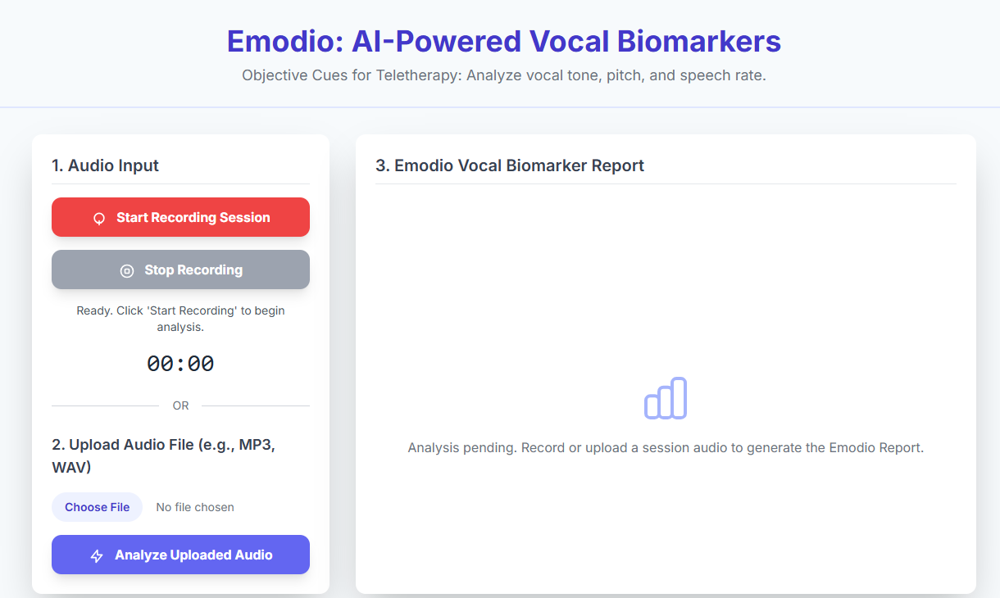 Emodio: AI-Powered Vocal Biomarkers
Objective Cues for Teletherapy: Analyze vocal tone, pitch, and speech rate.
1. Audio Input
Start Recording Session
Stop Recording
Ready. Click 'Start Recording' to begin
analysis.
00:00
OR
2. Upload Audio File (e.g., MP3,
WAV)
Choose File No file chosen
Analyze Uploaded Audio
3. Emodio Vocal Biomarker Report
Analysis pending. Record or upload a session audio to generate the Emodio Report.